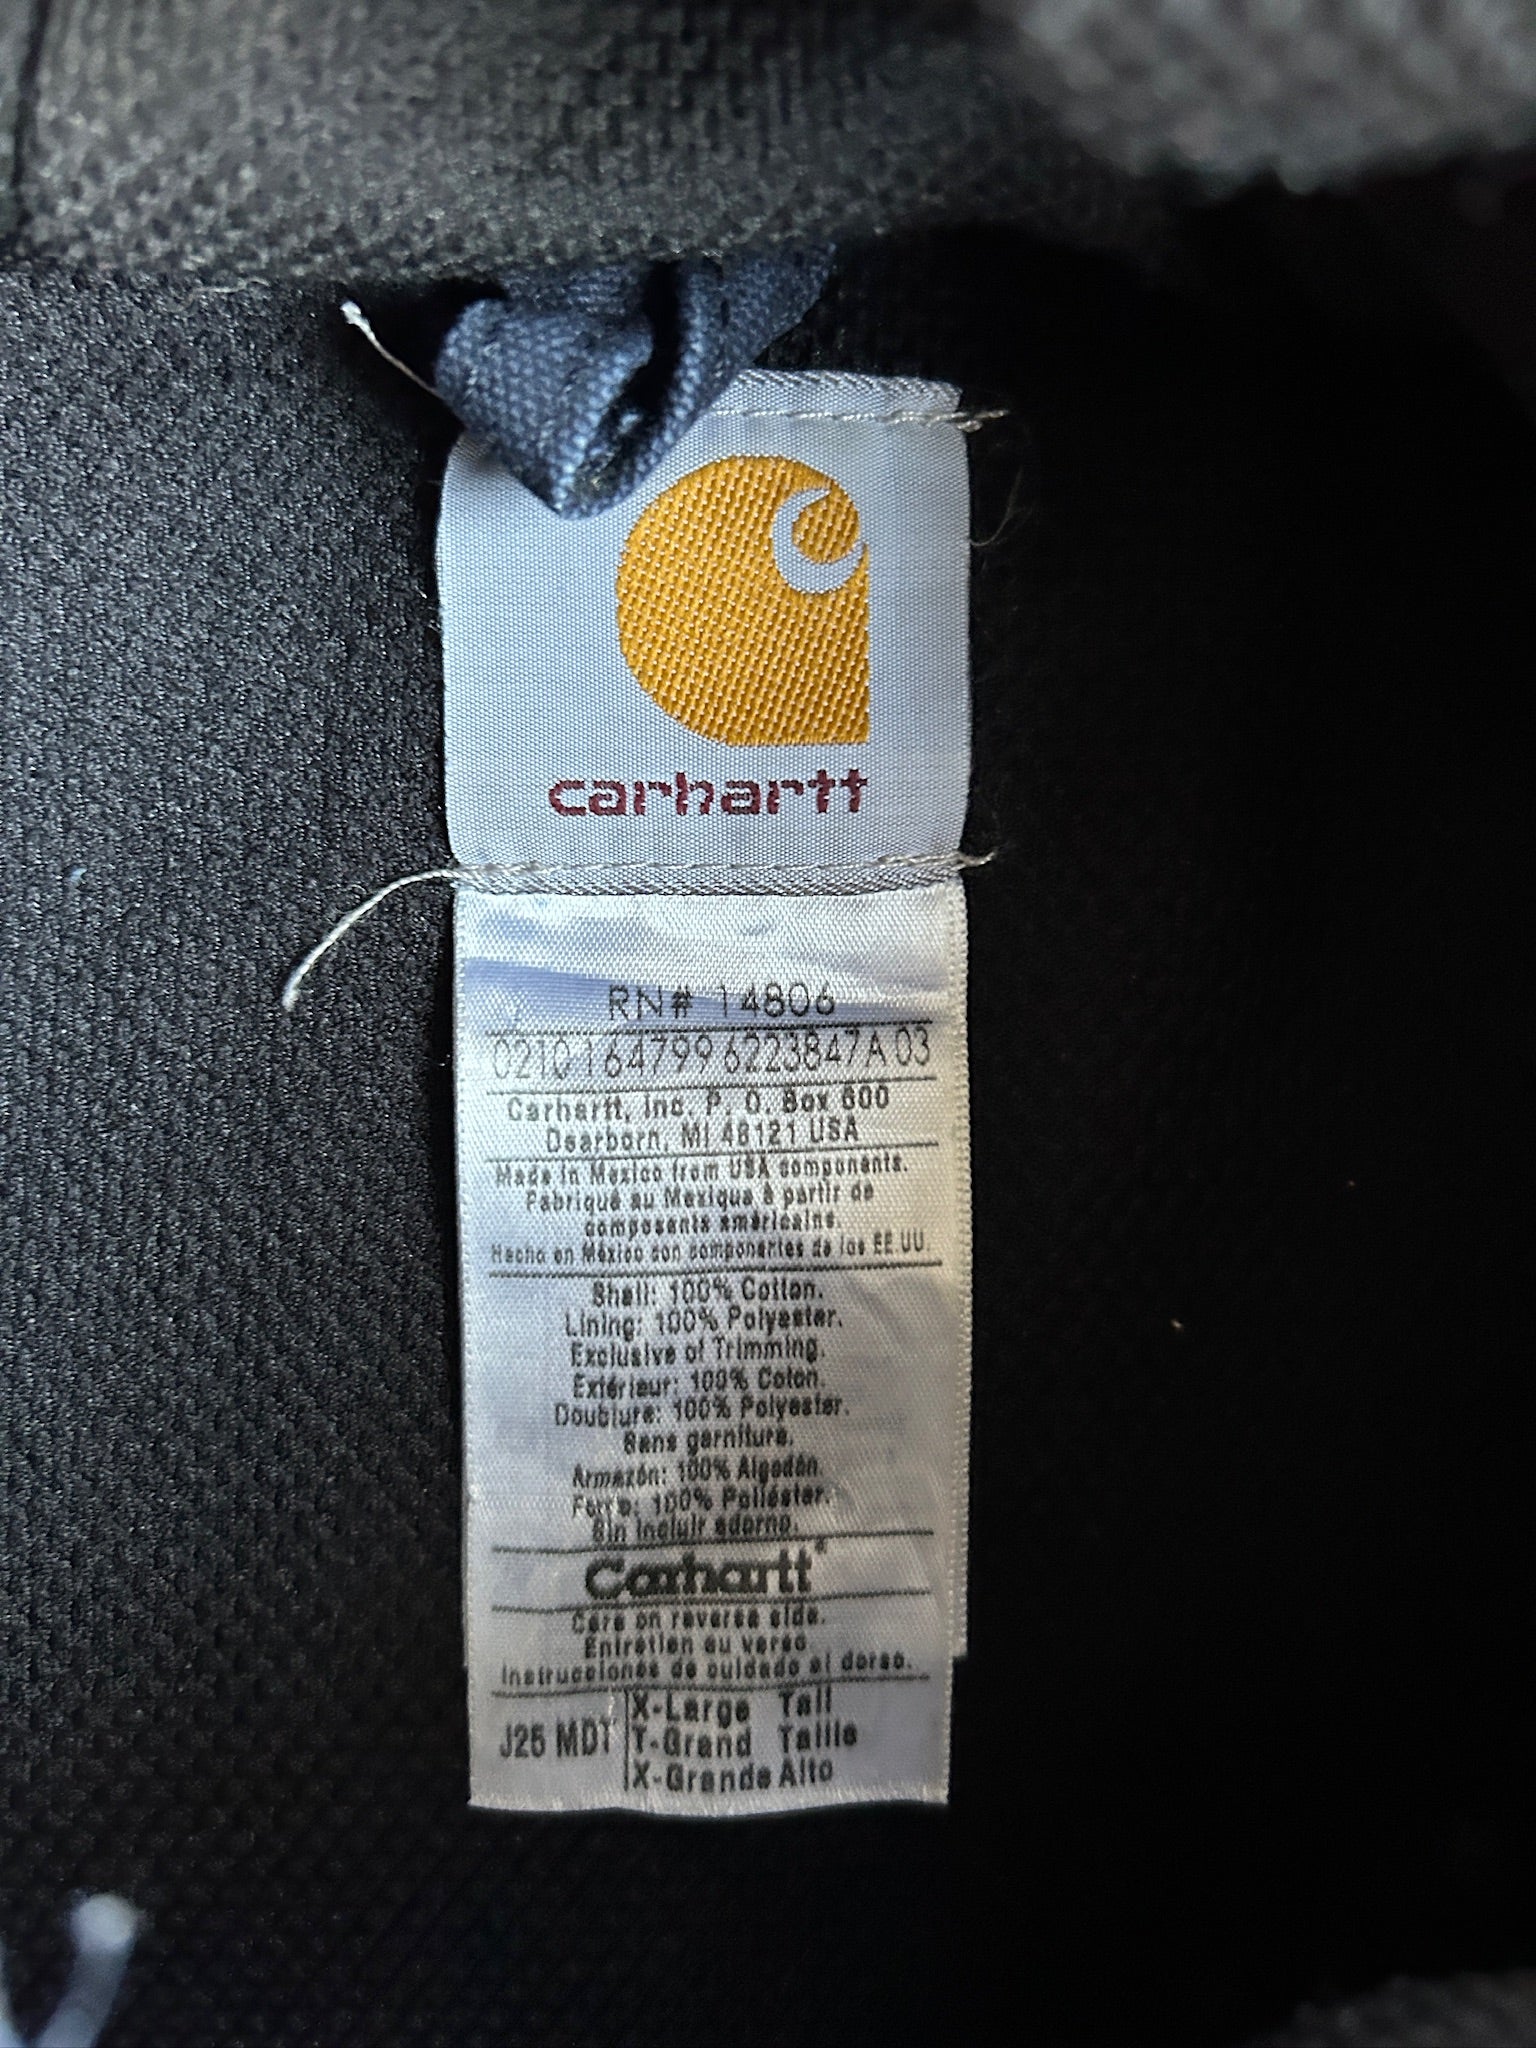 carhartt
RN# 14806
0210 164799 6223847A 03
Carhartt, Inc. P. O. Box 600
Dearborn, MI 48121 USA
Made in Mexico from USA components.
Fabriqué au Mexique à partir de
composants américains.
Hecho en México con componentes de los EE.UU.
Shell: 100% Cotton.
Lining: 100% Polyester.
Exclusive of Trimming.
Extérieur: 100% Coton.
Doublure: 100% Polyester.
Sans garniture.
Armazón: 100% Algodón.
Forro: 100% Poliéster.
Sin incluir adorno.
Carhartt®
Care on reverse side.
Entretien au verso
Instrucciones de cuidado al dorso.
J25 MDT X-Large Tall
T-Grand Taille
X-Grande Alto